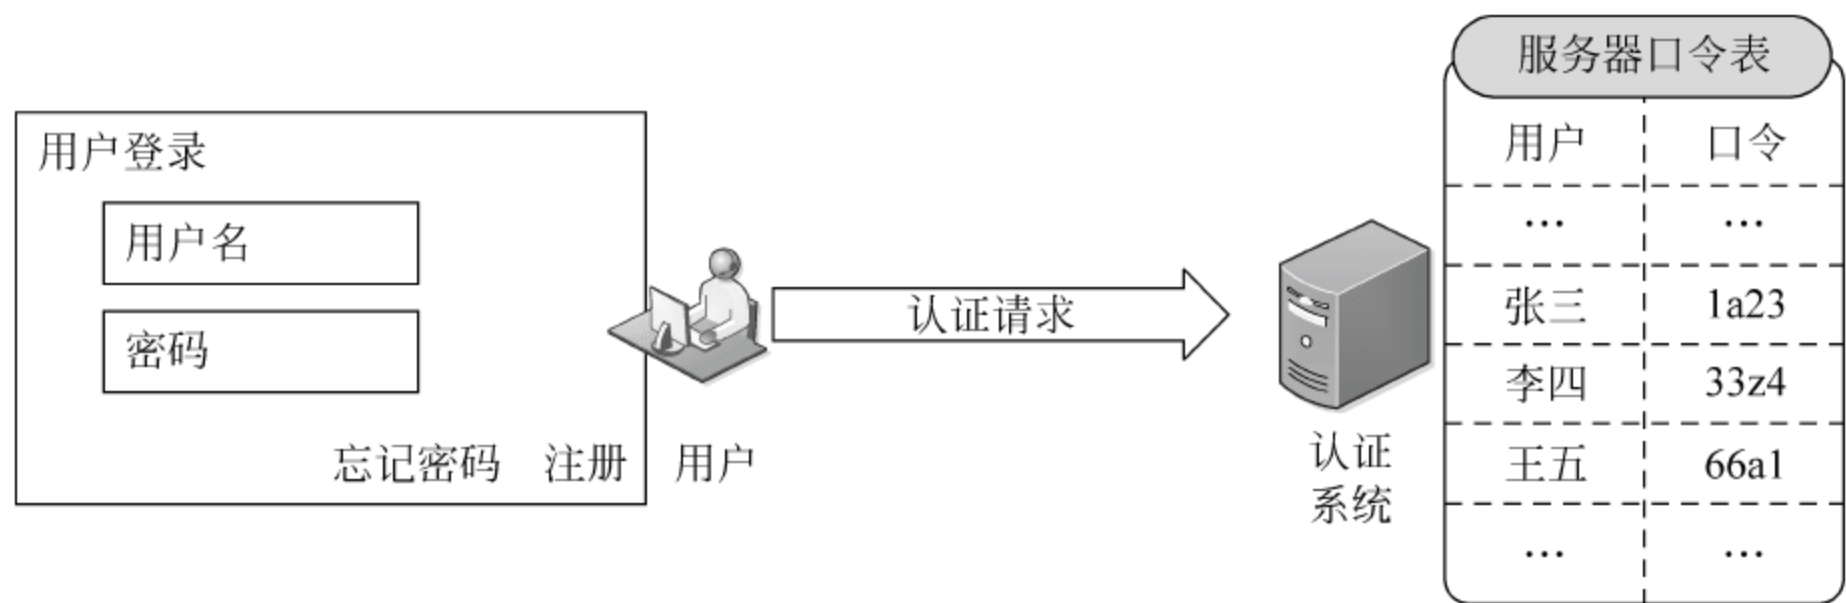 服务器口令表
用户 口令
… …
张三 1a23
李四 33z4
王五 66a1
… …
用户登录
用户名
密码
忘记密码 注册
用户
认证请求
认证
系统